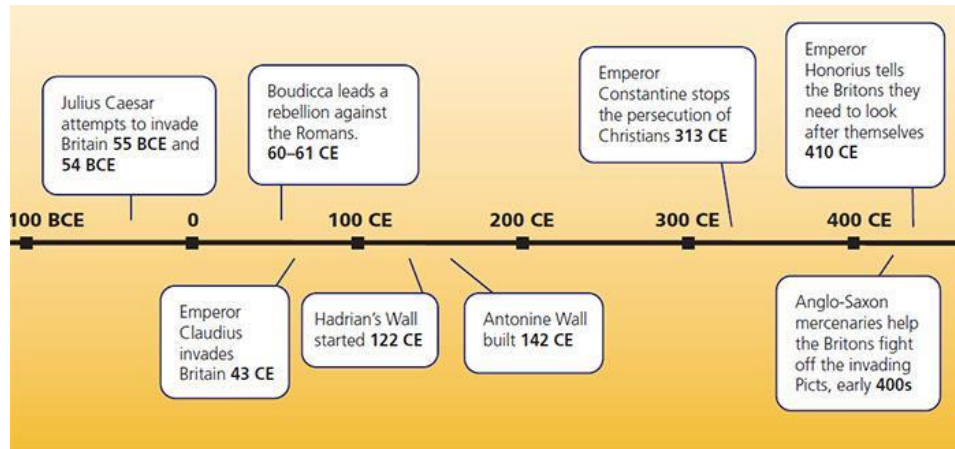 Julius Caesar
attempts to invade
Britain 55 BCE and
54 BCE
Boudicca leads a
rebellion against
the Romans.
60–61 CE
Emperor
Constantine stops
the persecution of
Christians 313 CE
Emperor
Honorius tells
the Britons they
need to look
after themselves
410 CE
100 BCE 0 100 CE 200 CE 300 CE 400 CE
Emperor
Claudius
invades
Britain 43 CE
Hadrian's Wall
started 122 CE
Antonine Wall
built 142 CE
Anglo-Saxon
mercenaries help
the Britons fight
off the invading
Picts, early 400s